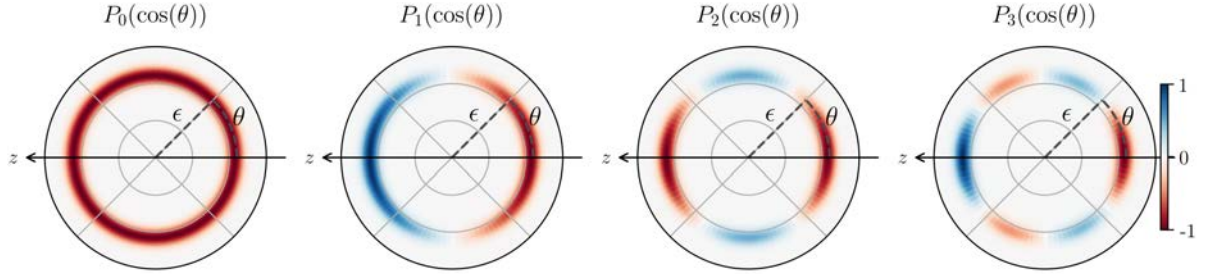 P₀(cos(θ)) P₁(cos(θ)) P₂(cos(θ)) P₃(cos(θ))
ϵ θ ϵ θ ϵ θ ϵ θ 1
z z z z 0
-1